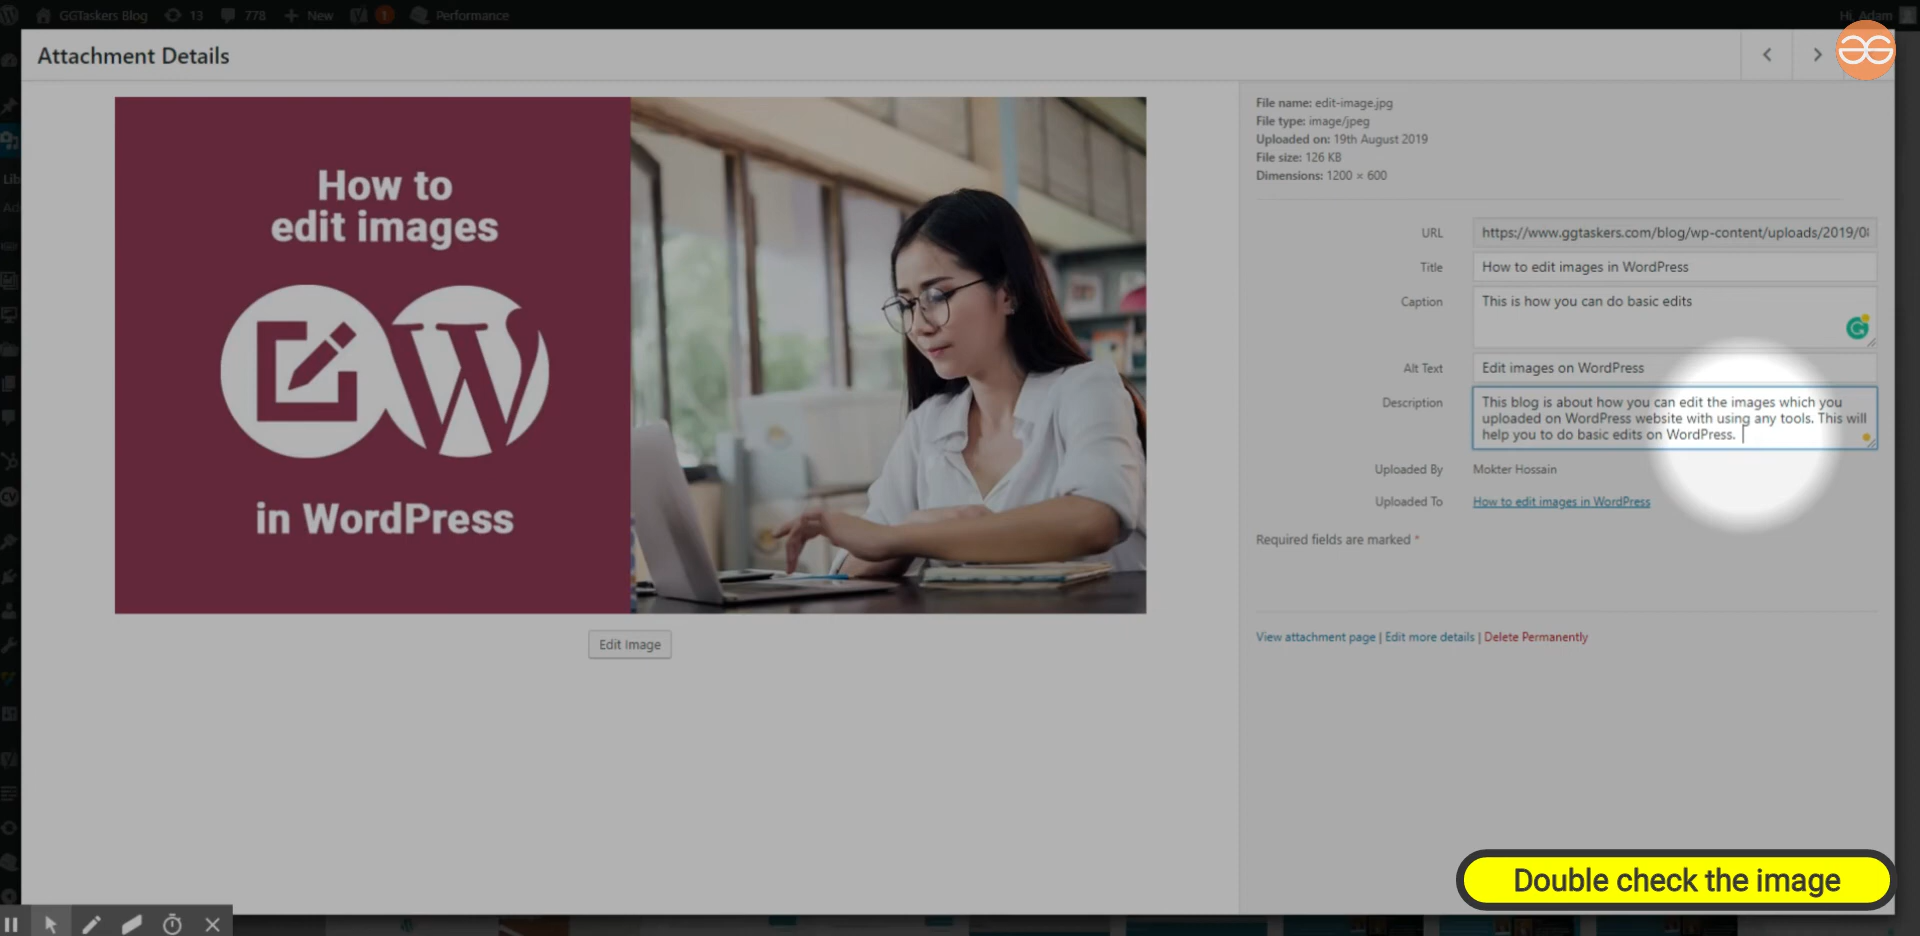 GGTaskers Blog 13 778 New 1 Performance
Hi, Adam
Attachment Details
How to
edit images
in WordPress
Edit Image
File name: edit-image.jpg
File type: image/jpeg
Uploaded on: 19th August 2019
File size: 126 KB
Dimensions: 1200 × 600
URL https://www.ggtaskers.com/blog/wp-content/uploads/2019/0
Title How to edit images in WordPress
Caption This is how you can do basic edits
Alt Text Edit images on WordPress
Description This blog is about how you can edit the images which you
uploaded on WordPress website with using any tools. This will
help you to do basic edits on WordPress.
Uploaded By Mokter Hossain
Uploaded To How to edit images in WordPress
Required fields are marked *
View attachment page | Edit more details | Delete Permanently
Double check the image